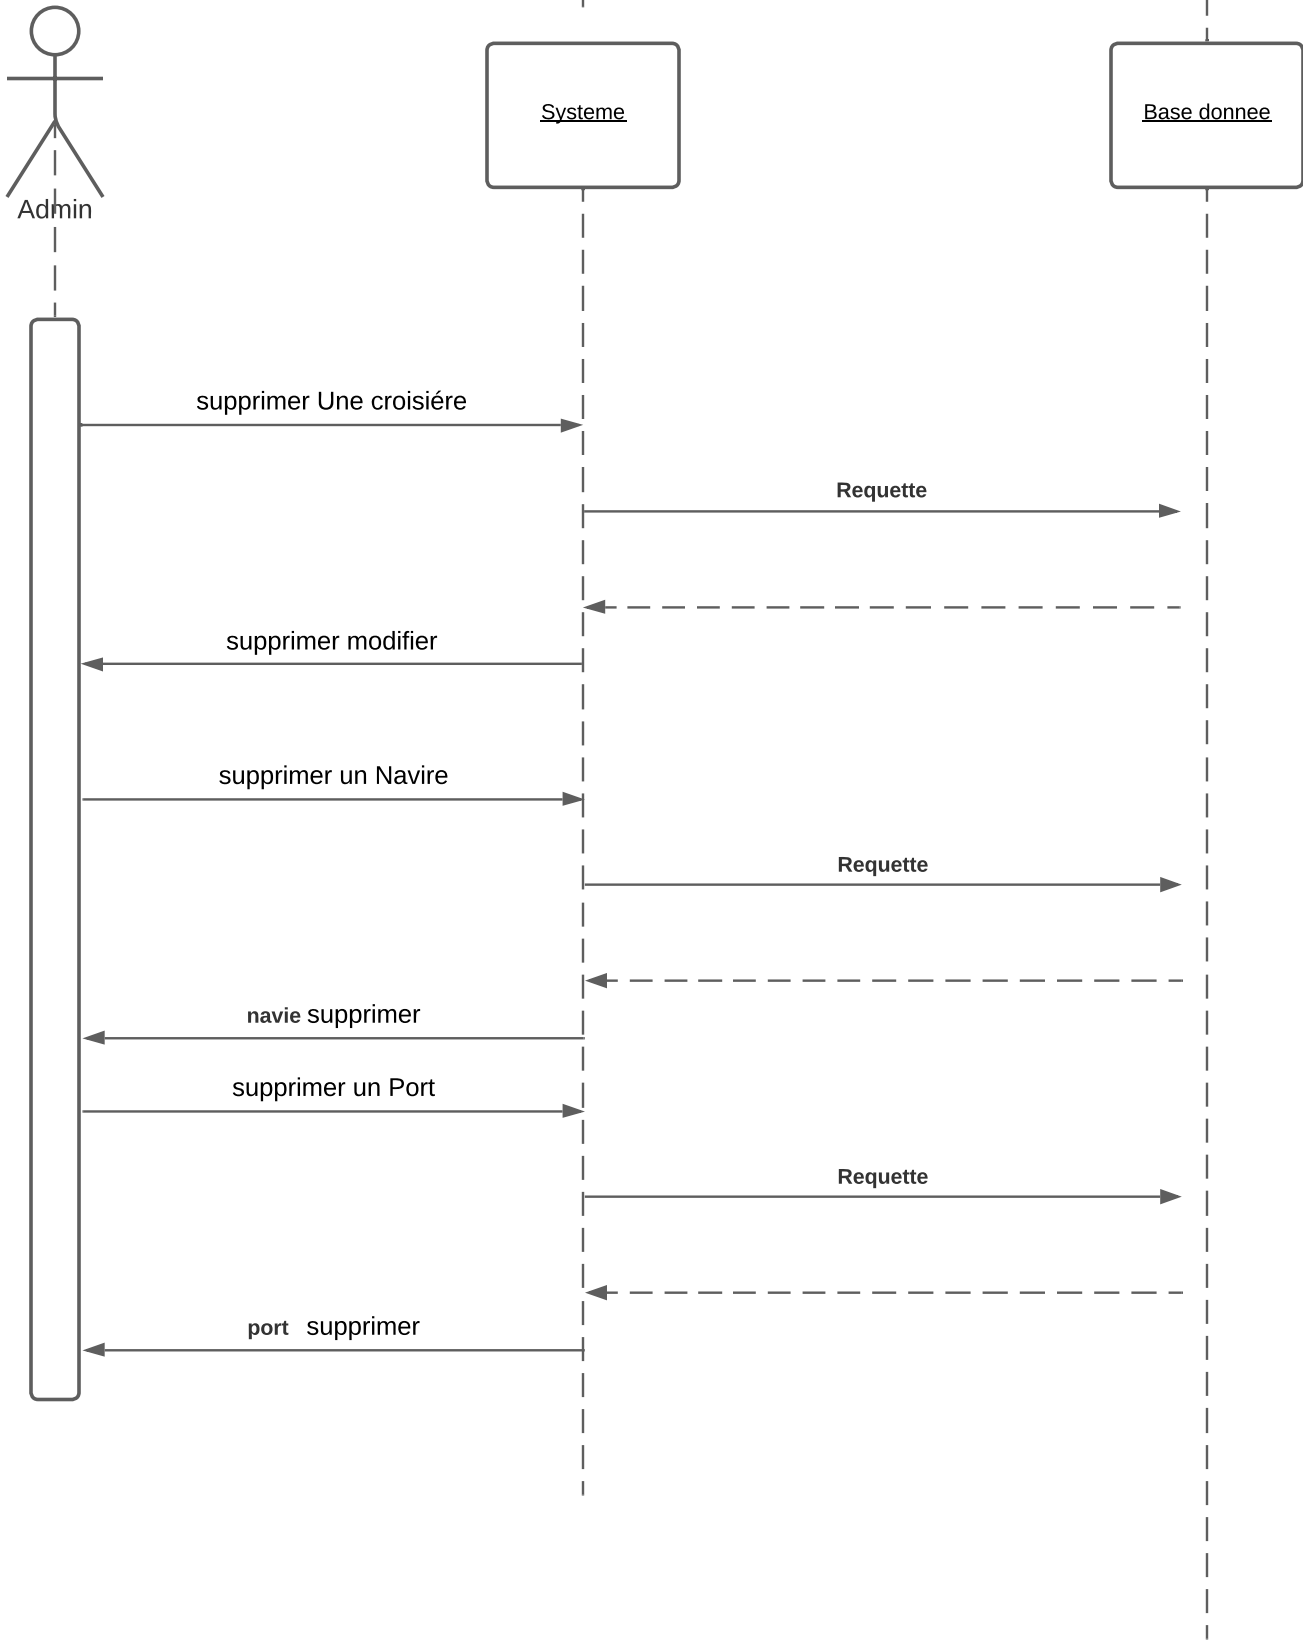 Admin
Systeme
Base donnee
supprimer Une croisiére
Requette
supprimer modifier
supprimer un Navire
Requette
navie supprimer
supprimer un Port
Requette
port supprimer